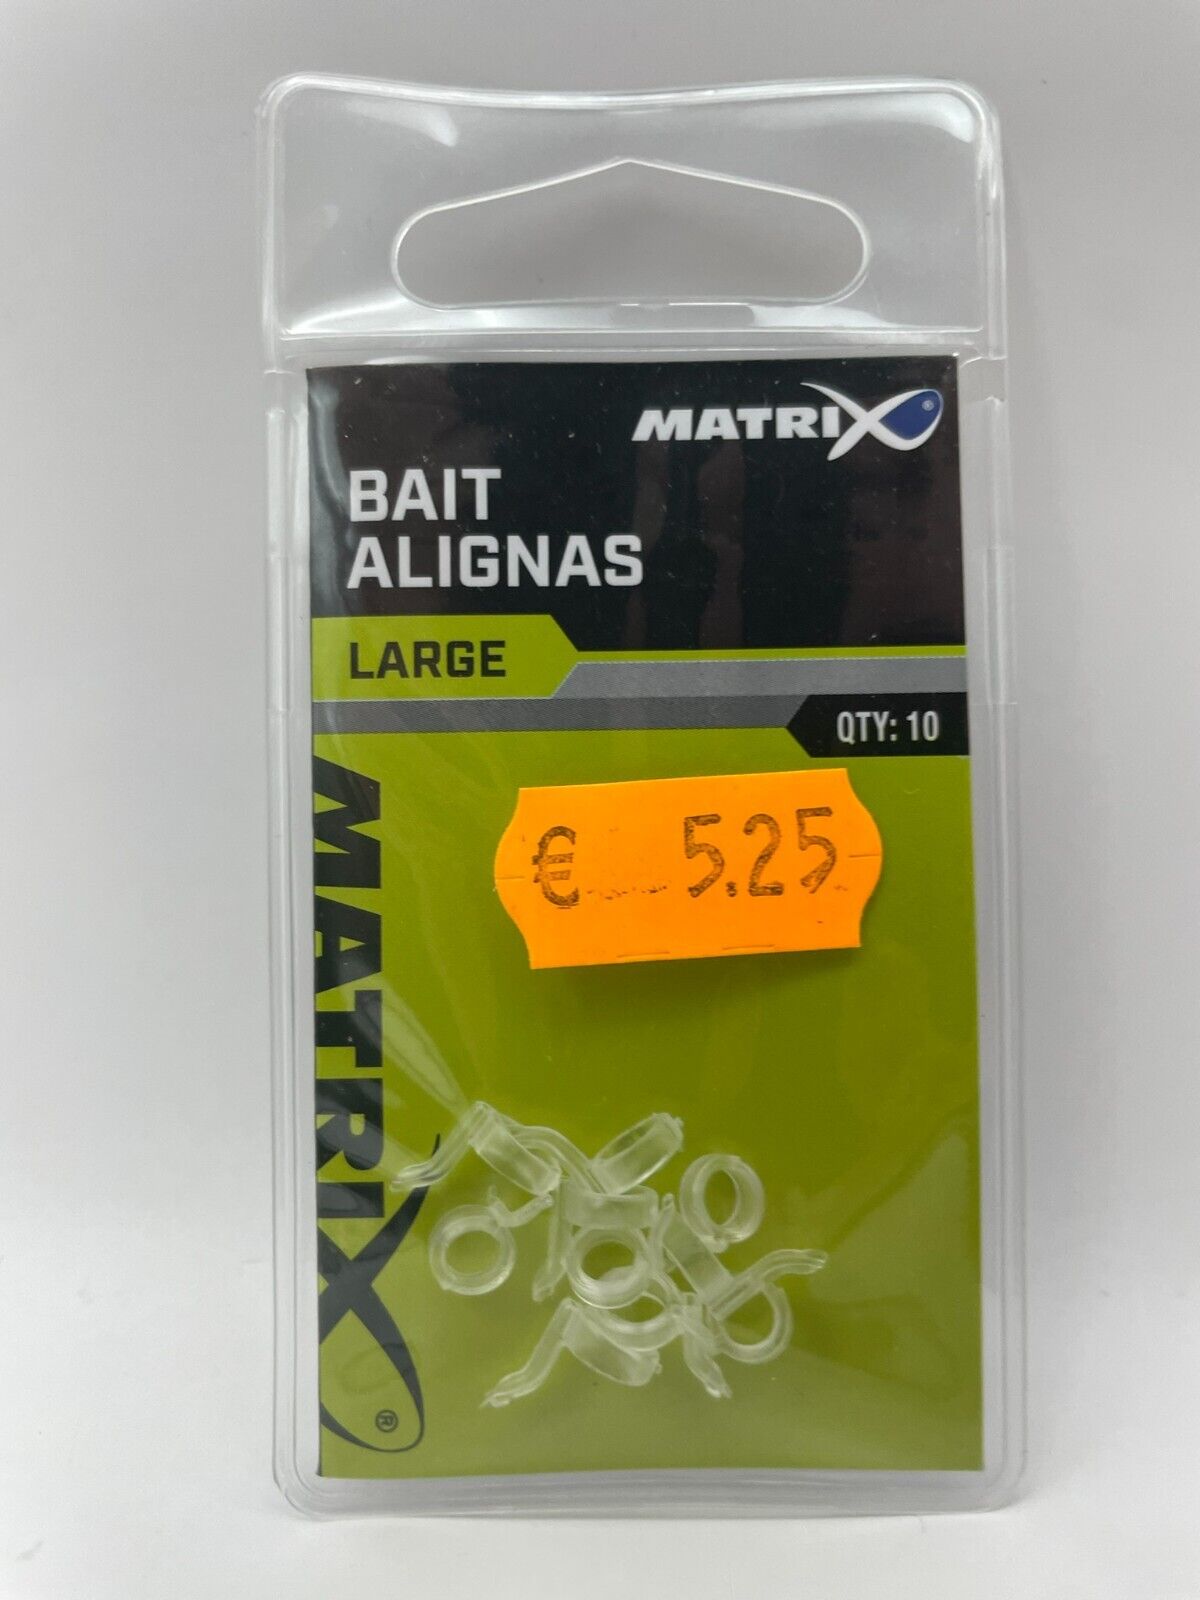 MATRIX®
BAIT
ALIGNAS
LARGE
QTY: 10
€ 5.25
MATRIX®